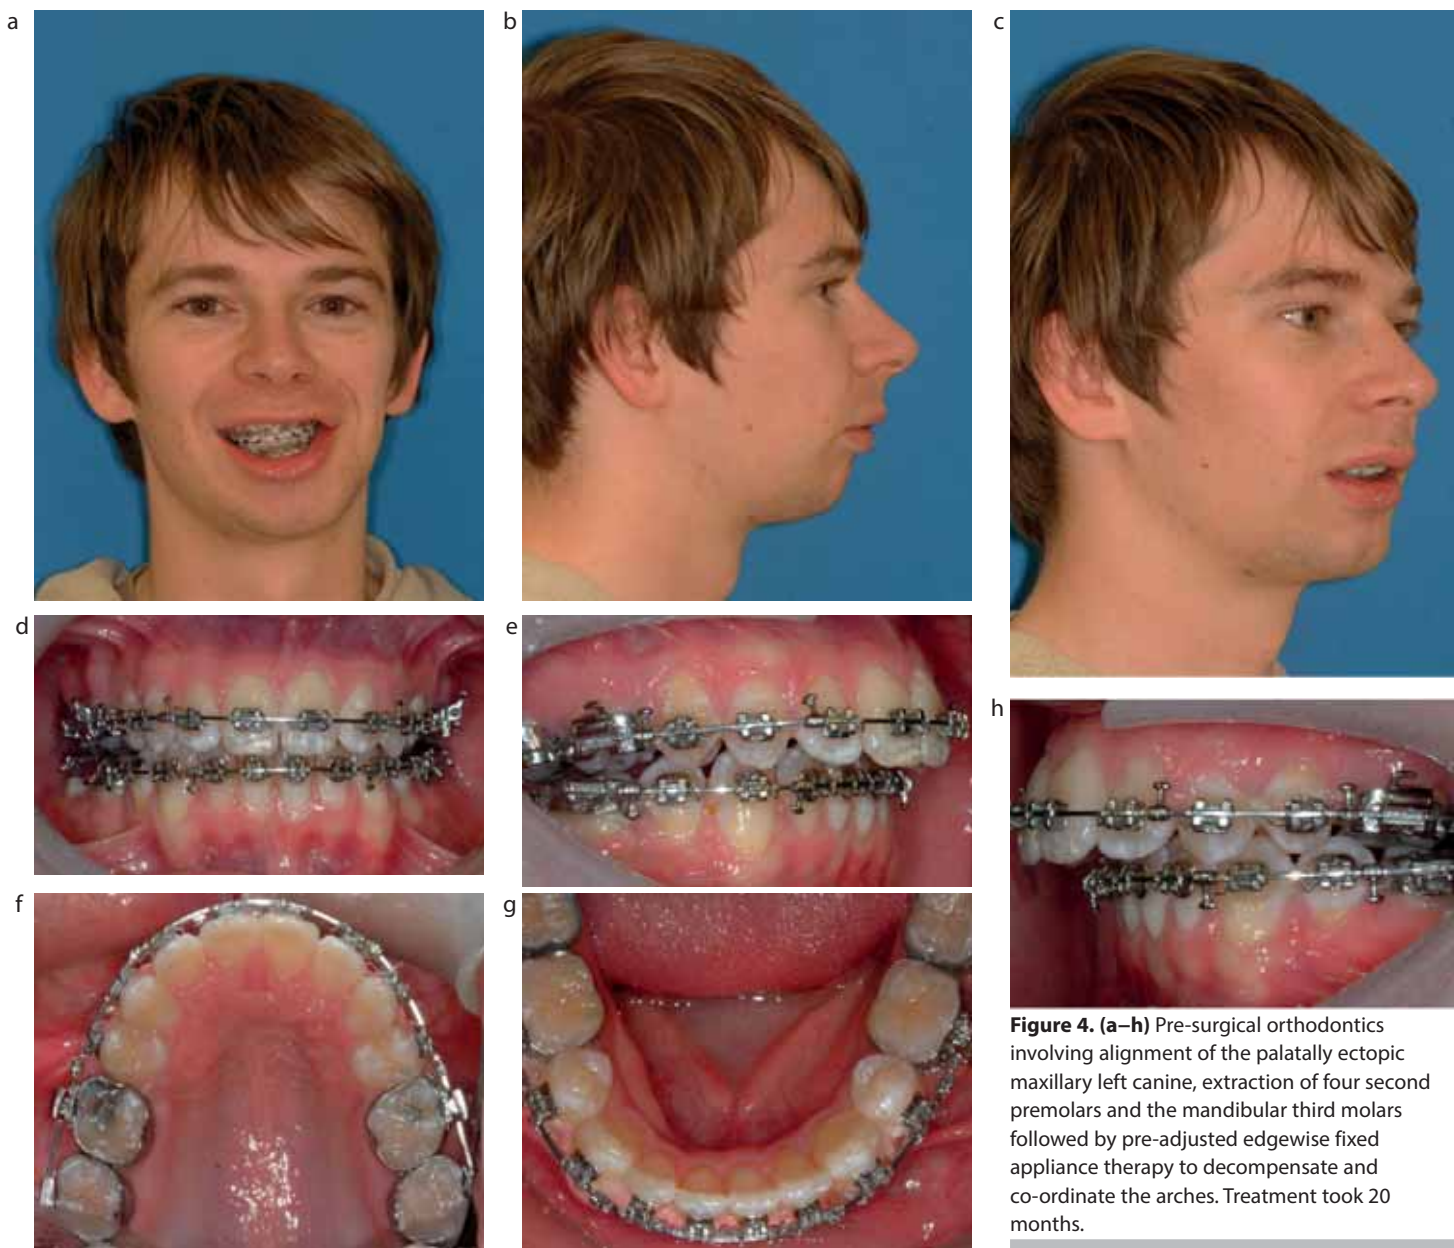 a
b
c
d
e
h
f
g
Figure 4. (a–h) Pre-surgical orthodontics
involving alignment of the palatally ectopic
maxillary left canine, extraction of four second
premolars and the mandibular third molars
followed by pre-adjusted edgewise fixed
appliance therapy to decompensate and
co-ordinate the arches. Treatment took 20
months.